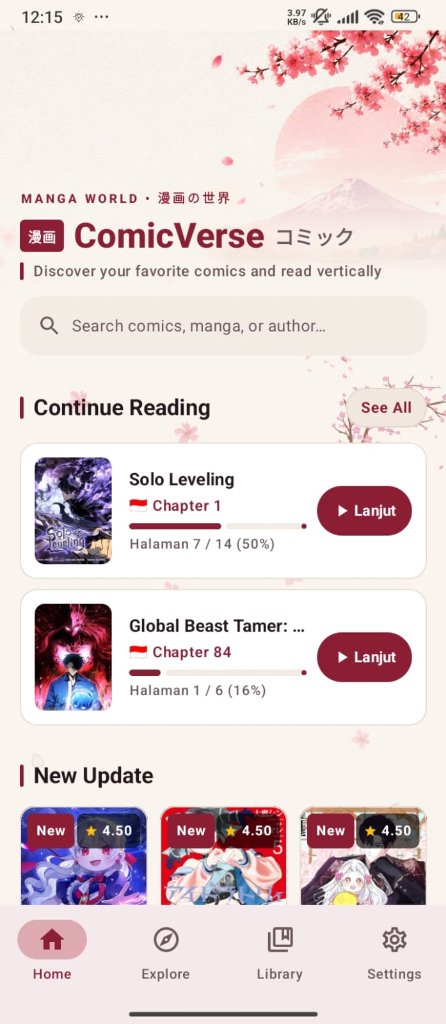 12:15
3.97
KB/s
42
MANGA WORLD • 漫画の世界
漫画 ComicVerse コミック
Discover your favorite comics and read vertically
Search comics, manga, or author…
Continue Reading
See All
Solo Leveling
Chapter 1
Lanjut
Halaman 7 / 14 (50%)
Solo
Leveling
Global Beast Tamer: …
Chapter 84
Lanjut
Halaman 1 / 6 (16%)
New Update
New 4.50
New 4.50
New 4.50
5
Home
Explore
Library
Settings